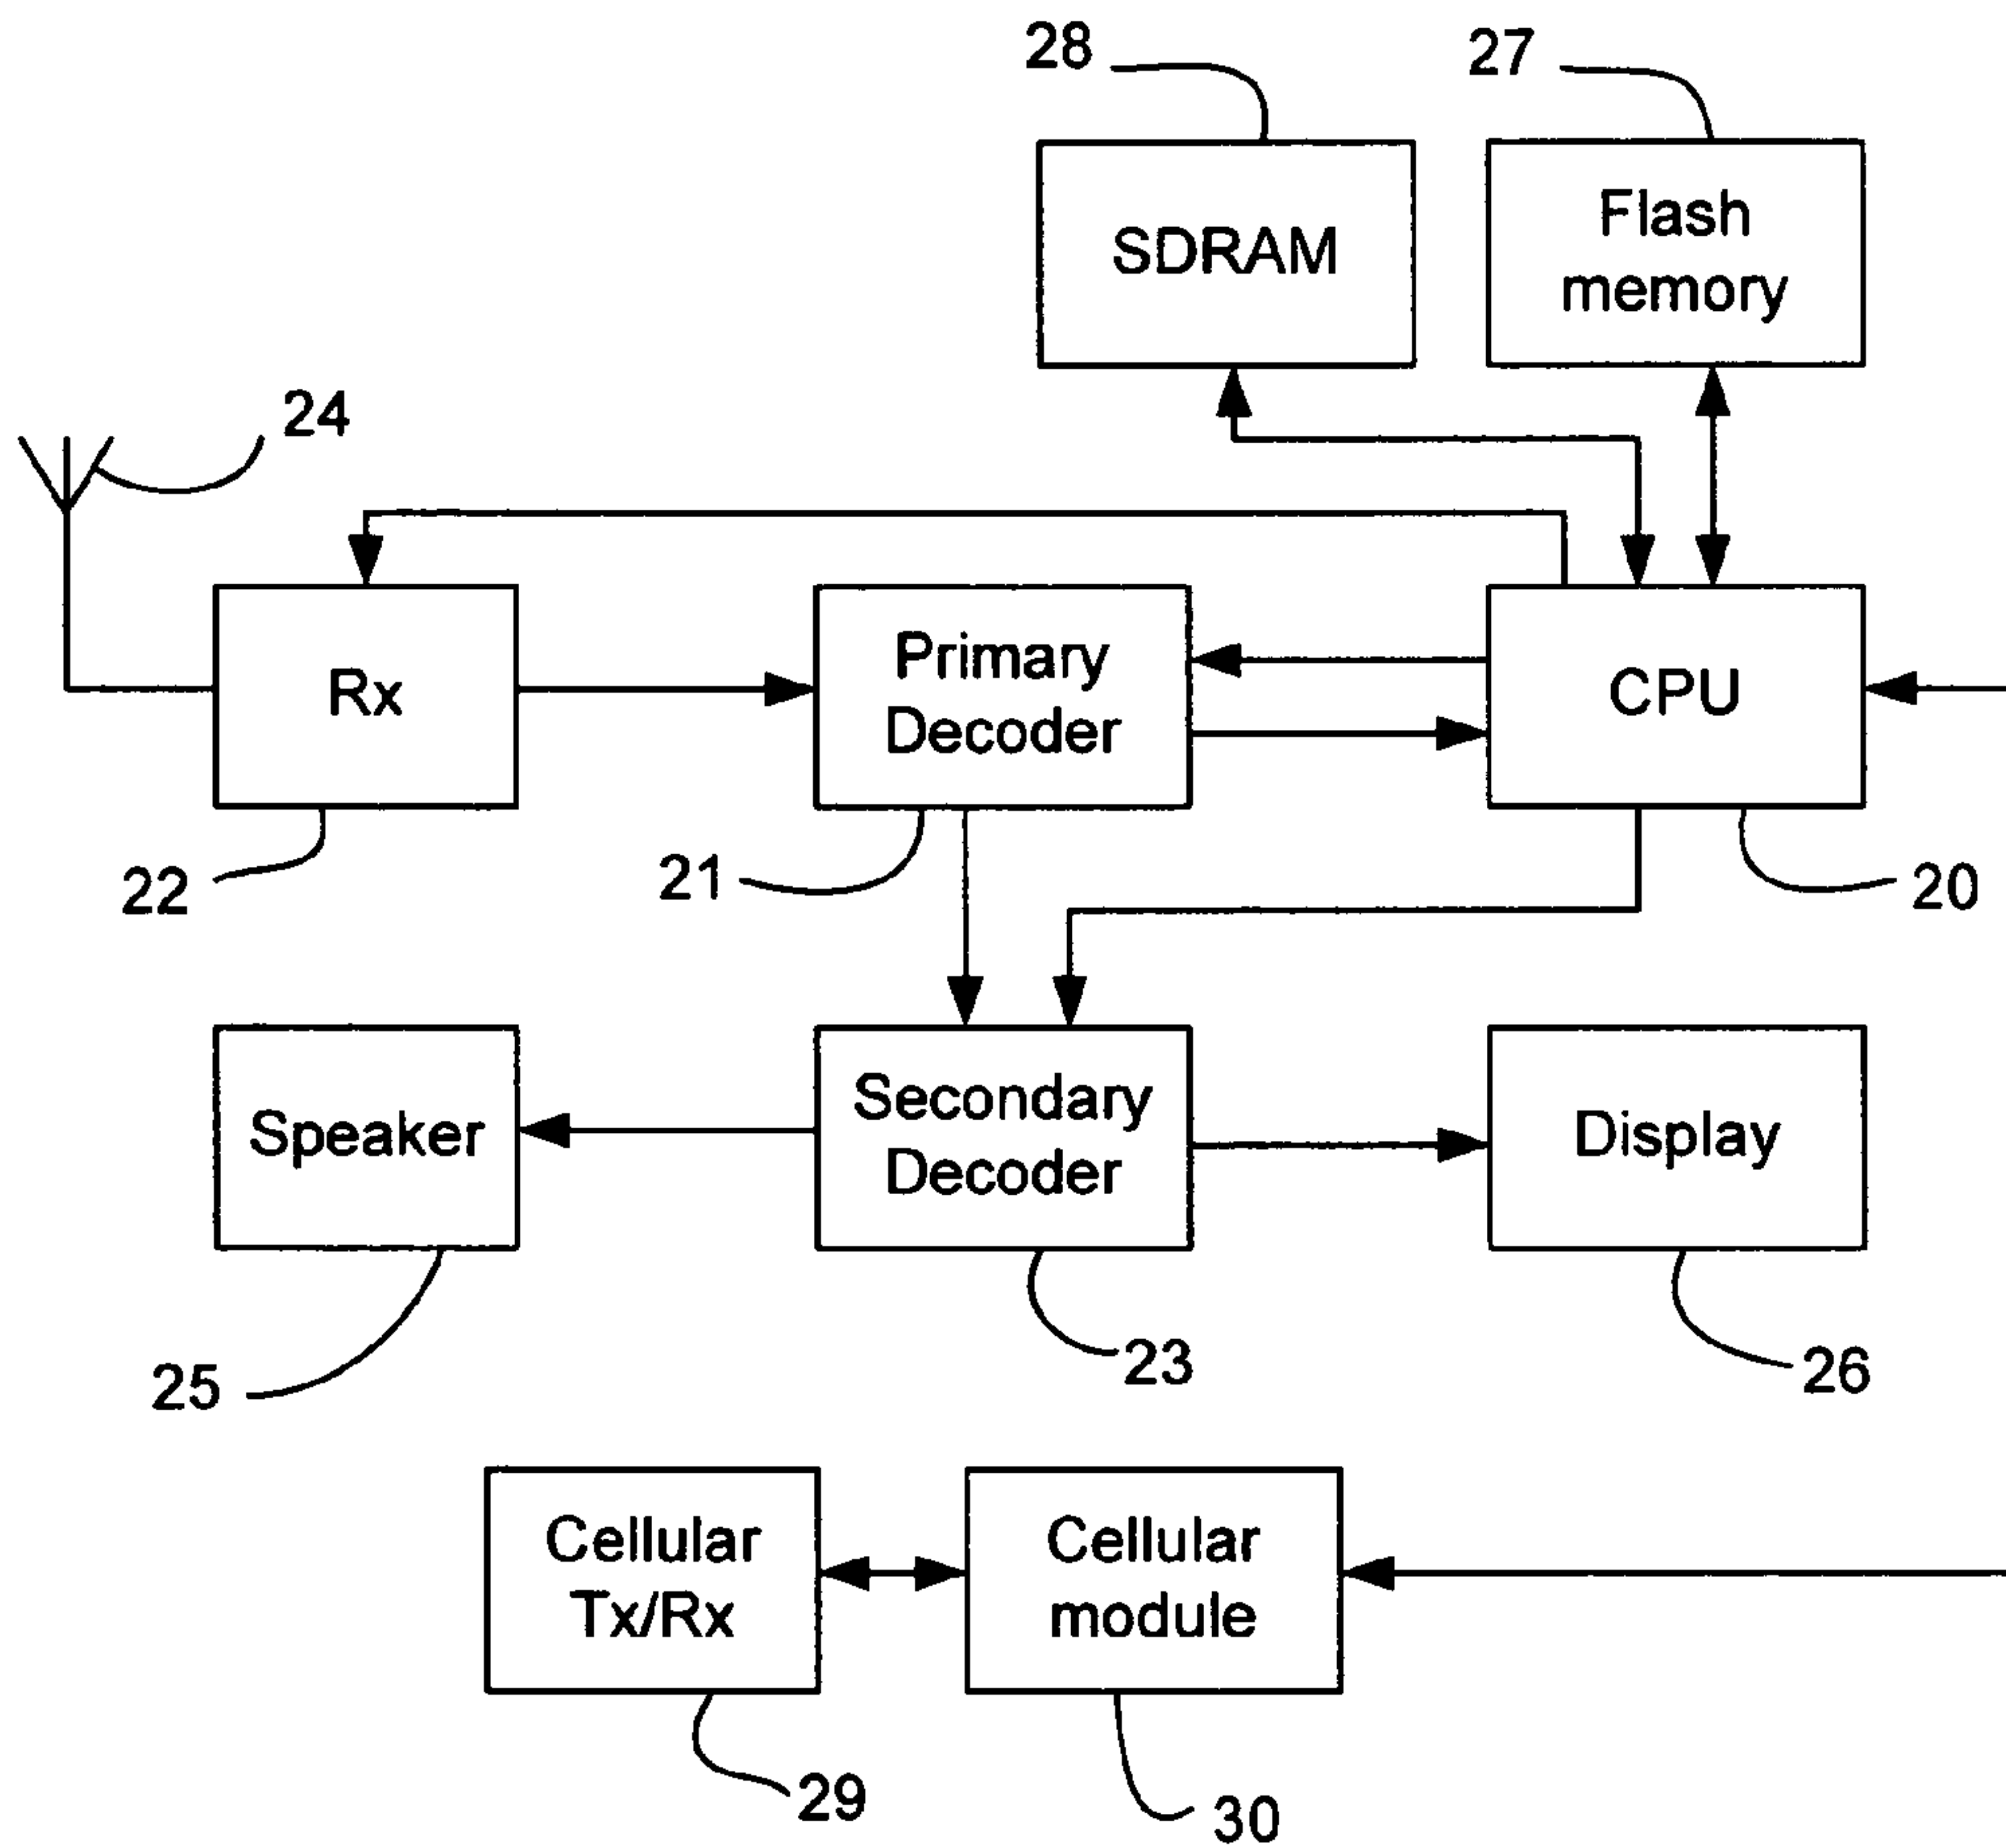 28
27
SDRAM
Flash
memory
24
Rx
Primary
Decoder
CPU
22
21
20
Speaker
Secondary
Decoder
Display
25
23
26
Cellular
Tx/Rx
Cellular
module
29
30